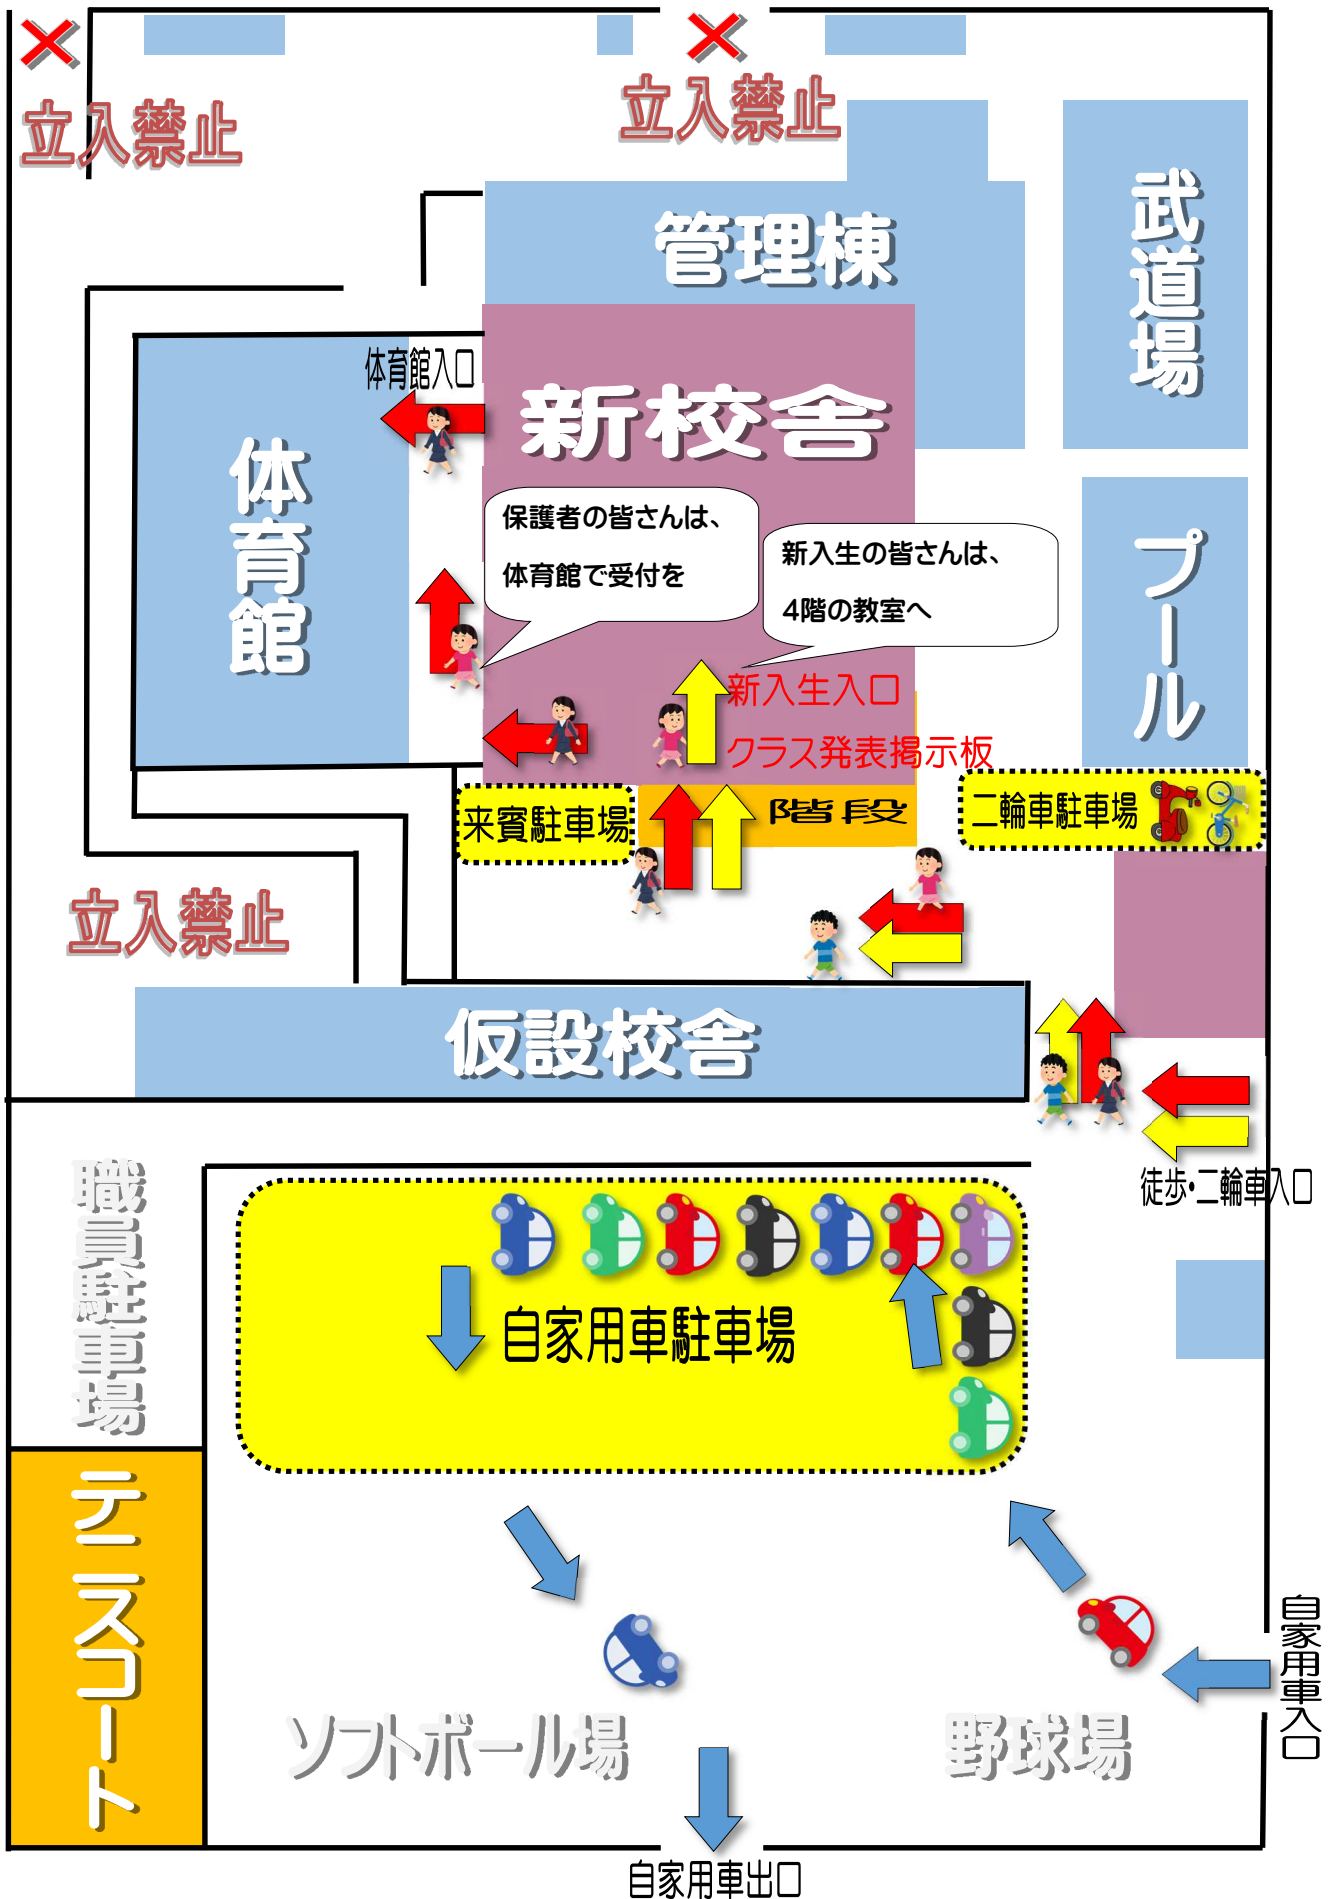 立入禁止
立入禁止
管理棟
武道場
体育館入口
新校舎
体育館
保護者の皆さんは、
体育館で受付を
新入生の皆さんは、
4階の教室へ
プール
新入生入口
クラス発表掲示板
来賓駐車場
階段
二輪車駐車場
立入禁止
仮設校舎
徒歩・二輪車入口
職員駐車場
自家用車駐車場
テニスコート
自家用車入口
ソフトボール場
野球場
自家用車出口